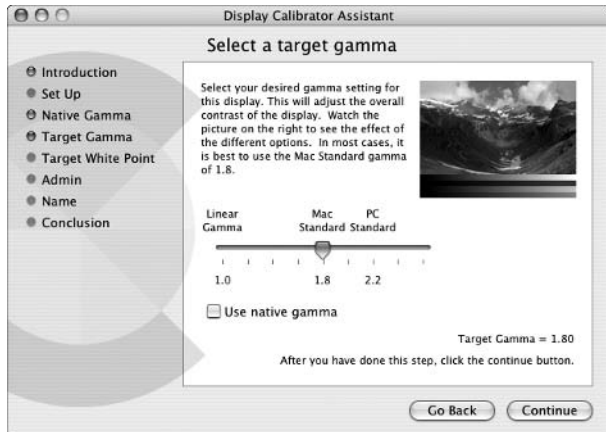 Display Calibrator Assistant
Select a target gamma
Introduction
Set Up
Native Gamma
Target Gamma
Target White Point
Admin
Name
Conclusion
Select your desired gamma setting for
this display. This will adjust the overall
contrast of the display. Watch the
picture on the right to see the effect of
the different options. In most cases, it
is best to use the Mac Standard gamma
of 1.8.
Linear Gamma
Mac Standard
PC Standard
1.0 1.8 2.2
Use native gamma
Target Gamma = 1.80
After you have done this step, click the continue button.
Go Back Continue